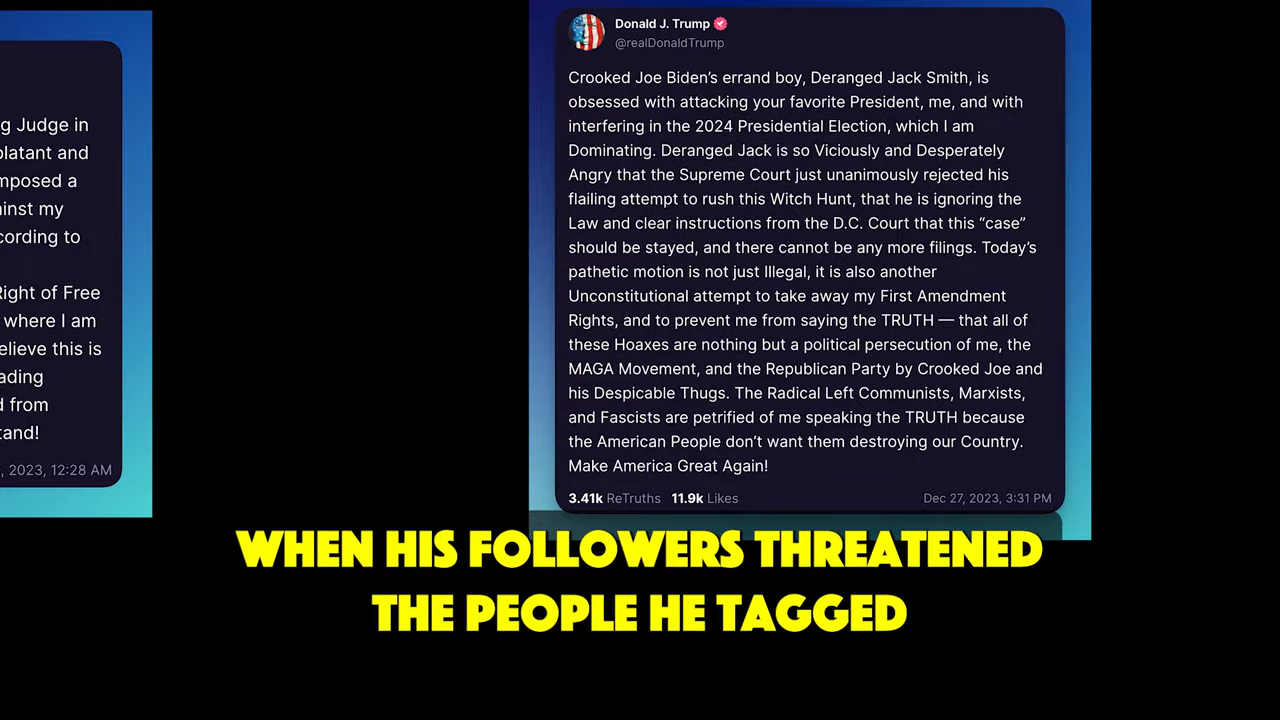 g Judge in
latant and
mposed a
inst my
cording to
Right of Free
where I am
elieve this is
ading
d from
tand!
, 2023, 12:28 AM
Donald J. Trump
@realDonaldTrump
Crooked Joe Biden's errand boy, Deranged Jack Smith, is
obsessed with attacking your favorite President, me, and with
interfering in the 2024 Presidential Election, which I am
Dominating. Deranged Jack is so Viciously and Desperately
Angry that the Supreme Court just unanimously rejected his
flailing attempt to rush this Witch Hunt, that he is ignoring the
Law and clear instructions from the D.C. Court that this “case”
should be stayed, and there cannot be any more filings. Today’s
pathetic motion is not just Illegal, it is also another
Unconstitutional attempt to take away my First Amendment
Rights, and to prevent me from saying the TRUTH — that all of
these Hoaxes are nothing but a political persecution of me, the
MAGA Movement, and the Republican Party by Crooked Joe and
his Despicable Thugs. The Radical Left Communists, Marxists,
and Fascists are petrified of me speaking the TRUTH because
the American People don’t want them destroying our Country.
Make America Great Again!
3.41k ReTruths 11.9k Likes Dec 27, 2023, 3:31 PM
WHEN HIS FOLLOWERS THREATENED
THE PEOPLE HE TAGGED